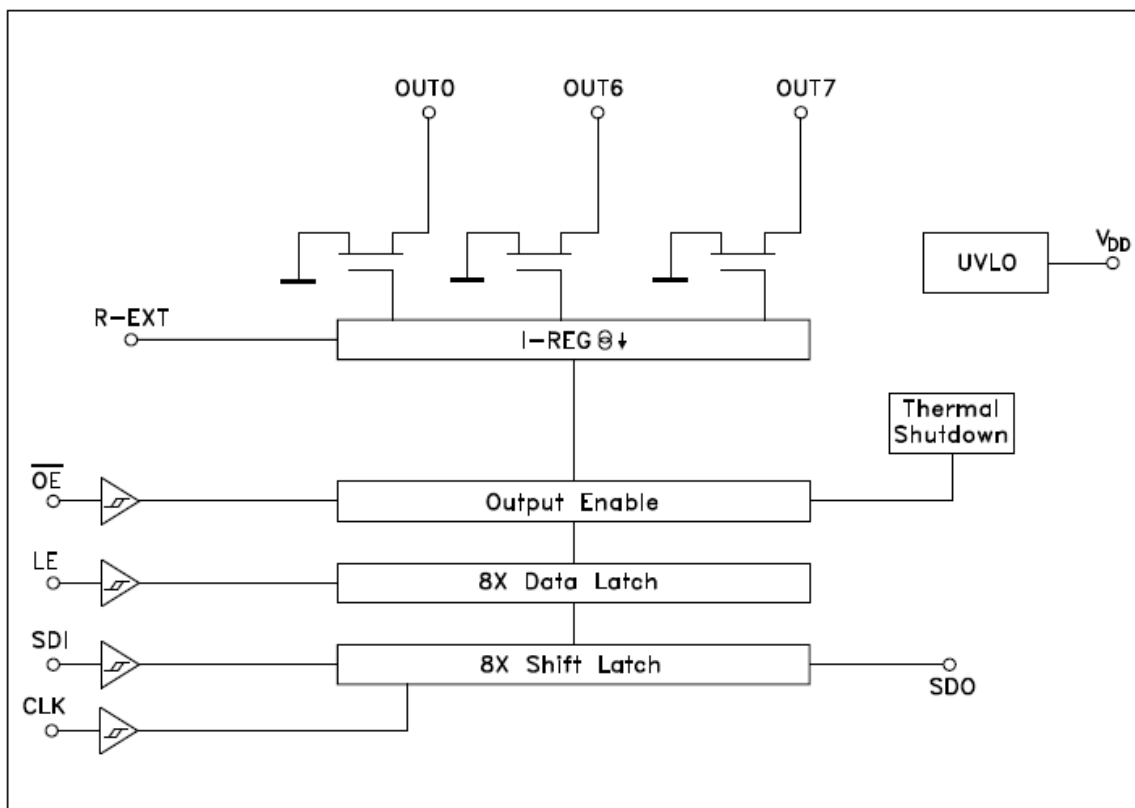 OUT0 OUT6 OUT7
UVLO
VDD
R-EXT
I-REG
Thermal
Shutdown
OE
Output Enable
LE
8X Data Latch
SDI
8X Shift Latch
SDO
CLK